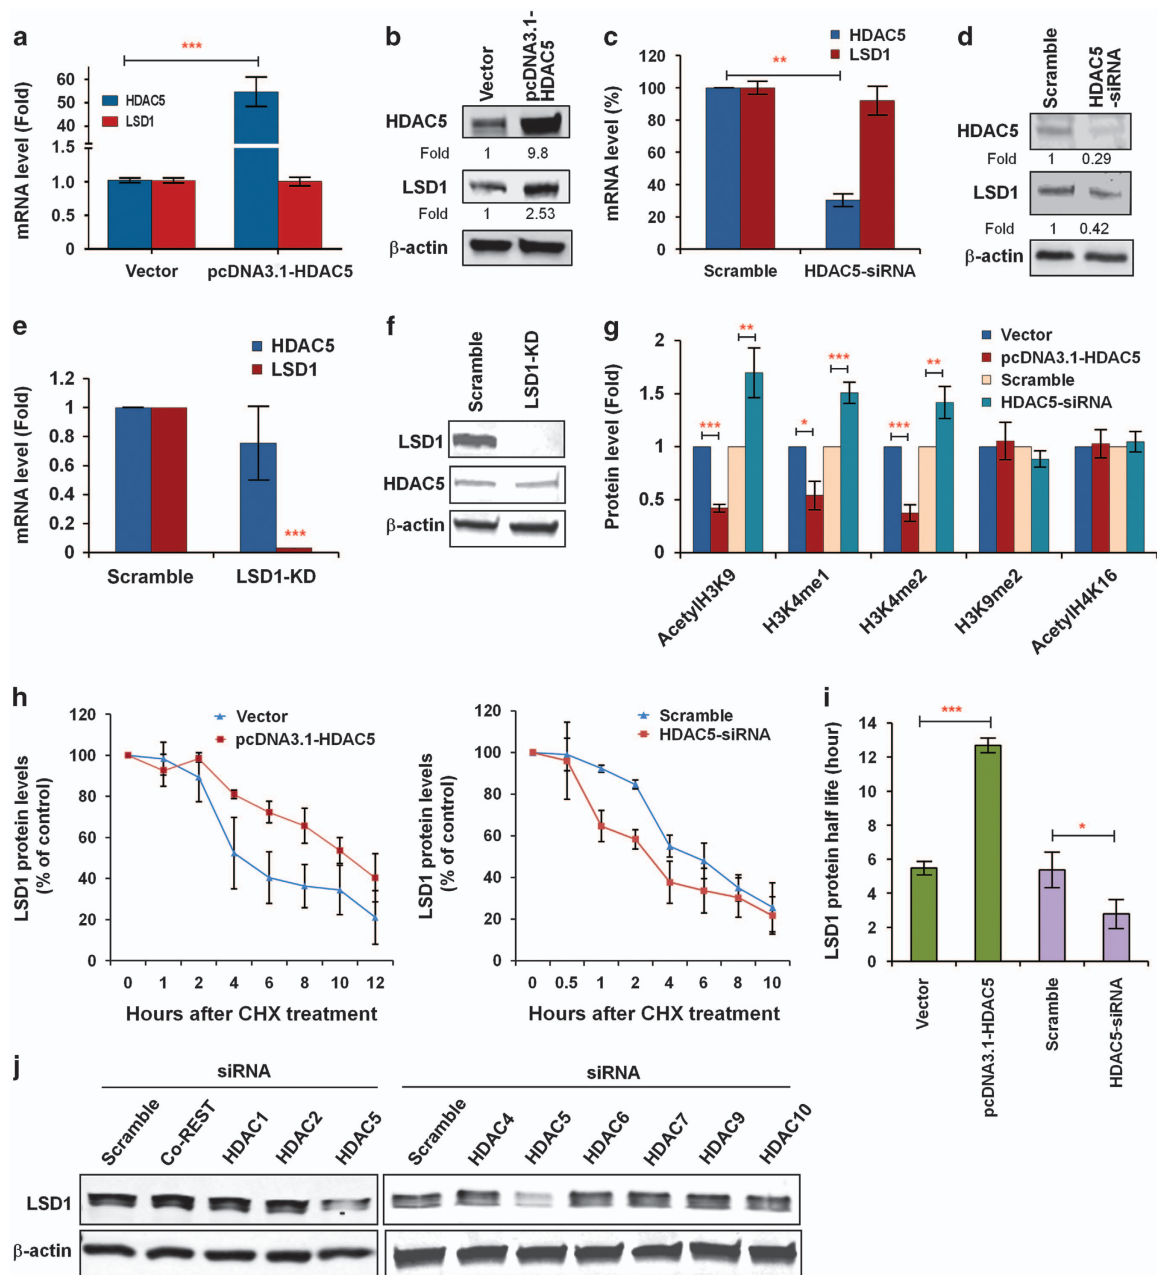 a
***
mRNA level (Fold)
60
50
40
1.5
1.0
0.5
0
HDAC5
LSD1
Vector
pcDNA3.1-HDAC5
b
Vector
pcDNA3.1-
HDAC5
HDAC5
Fold 1 9.8
LSD1
Fold 1 2.53
β-actin
c
HDAC5
LSD1
**
mRNA level (%)
120
100
80
60
40
20
0
Scramble
HDAC5-siRNA
d
Scramble
HDAC5
-siRNA
HDAC5
Fold 1 0.29
LSD1
Fold 1 0.42
β-actin
e
HDAC5
LSD1
mRNA level (Fold)
1.2
1
0.8
0.6
0.4
0.2
0
***
Scramble
LSD1-KD
f
Scramble
LSD1-KD
LSD1
HDAC5
β-actin
g
Vector
pcDNA3.1-HDAC5
Scramble
HDAC5-siRNA
Protein level (Fold)
2
1.5
1
0.5
0
*** ** * *** *** **
AcetylH3K9
H3K4me1
H3K4me2
H3K9me2
AcetylH4K16
h
Vector
pcDNA3.1-HDAC5
LSD1 protein levels
(% of control)
120
100
80
60
40
20
0
0 1 2 4 6 8 10 12
Hours after CHX treatment
Scramble
HDAC5-siRNA
LSD1 protein levels
(% of control)
120
100
80
60
40
20
0
0 0.5 1 2 4 6 8 10
Hours after CHX treatment
i
LSD1 protein half life (hour)
14
12
10
8
6
4
2
0
***
*
Vector
pcDNA3.1-HDAC5
Scramble
HDAC5-siRNA
j
siRNA
Scramble
Co-REST
HDAC1
HDAC2
HDAC5
siRNA
Scramble
HDAC4
HDAC5
HDAC6
HDAC7
HDAC9
HDAC10
LSD1
β-actin